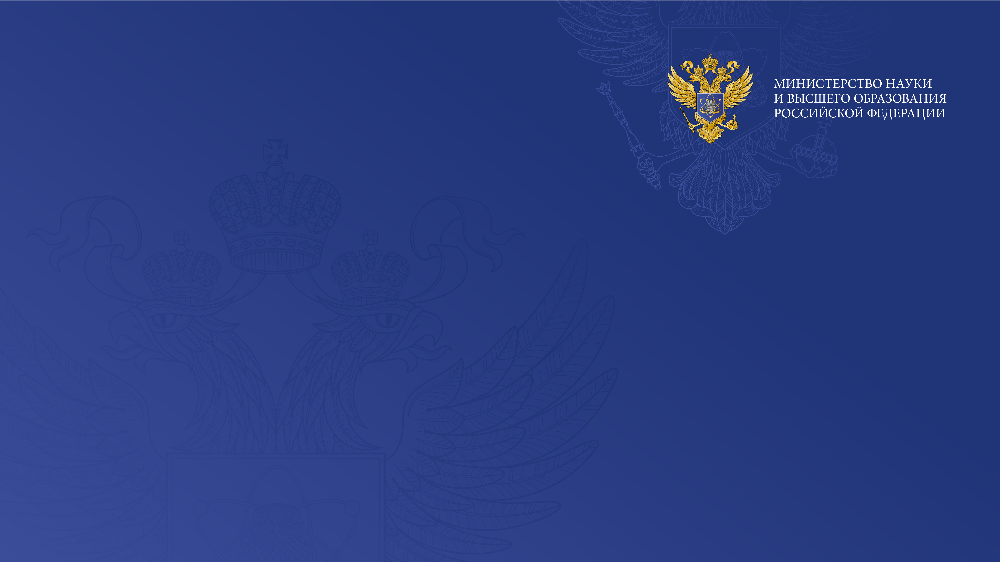 МИНИСТЕРСТВО НАУКИ
И ВЫСШЕГО ОБРАЗОВАНИЯ
РОССИЙСКОЙ ФЕДЕРАЦИИ